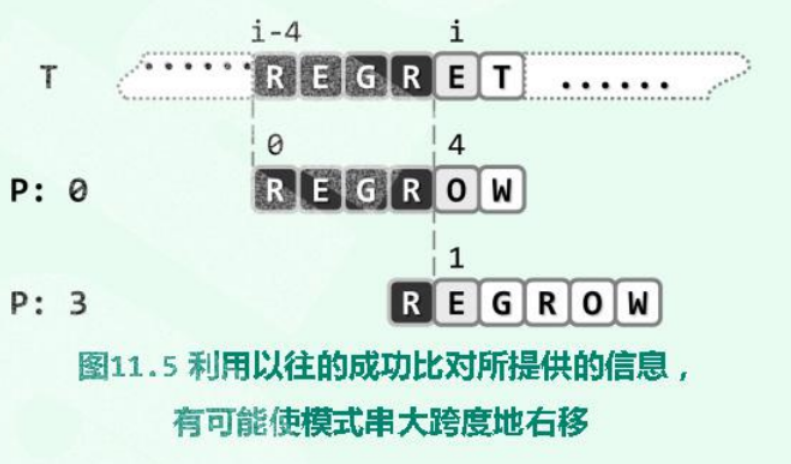 i-4 i
T ...... R E G R E T ......
0 4
P: 0 R E G R O W
1
P: 3 R E G R O W
图11.5 利用以往的成功比对所提供的信息，
有可能使模式串大跨度地右移